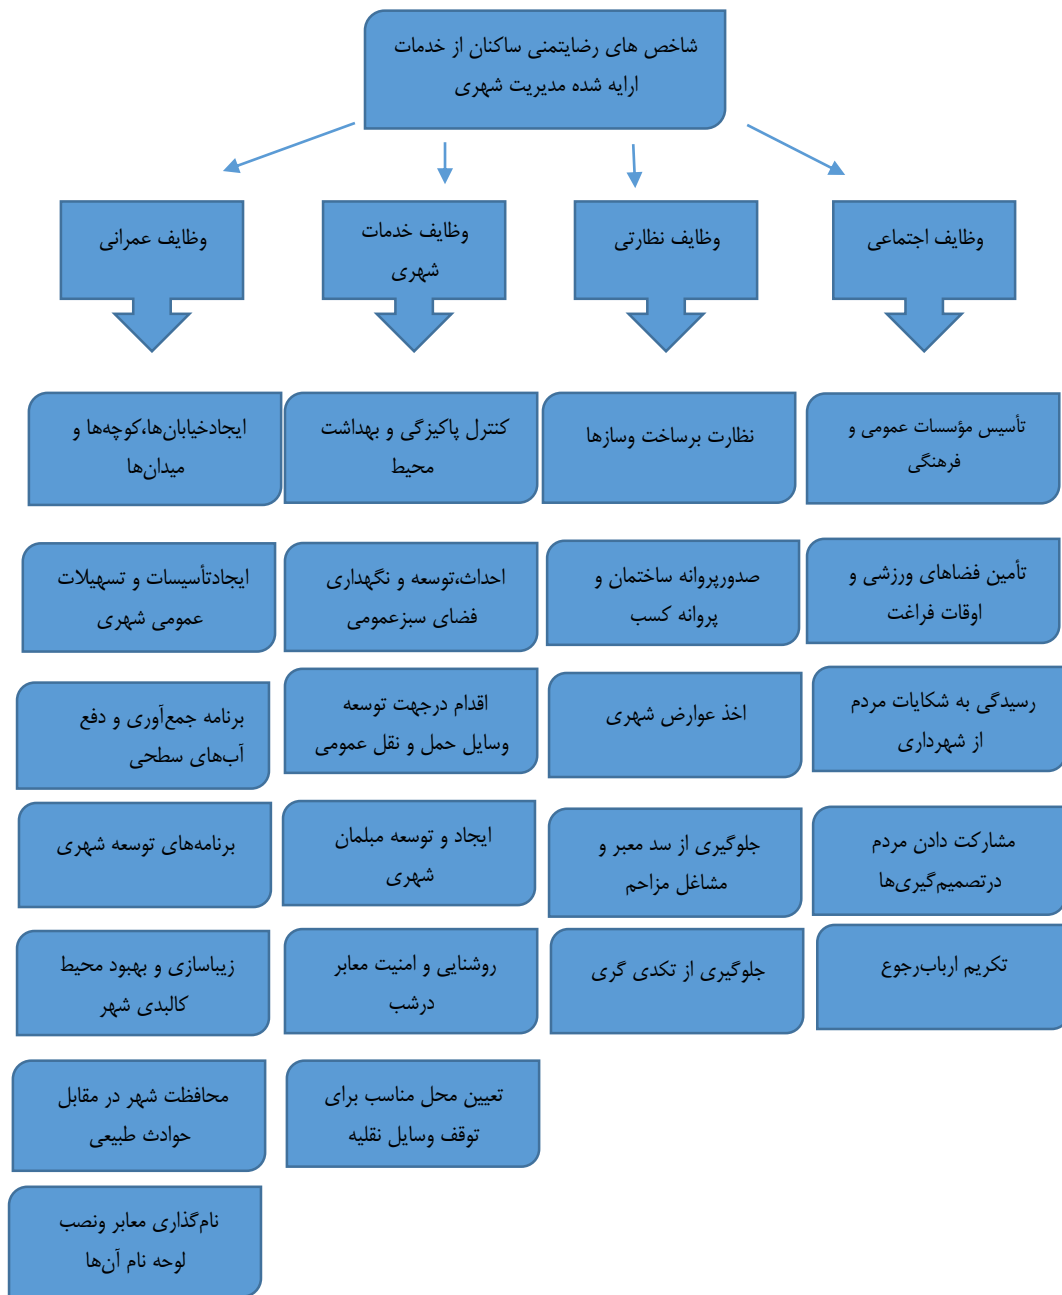 شاخص های رضایتمنی ساکنان از خدمات
ارایه شده مدیریت شهری
وظایف اجتماعی
وظایف نظارتی
وظایف خدمات
شهری
وظایف عمرانی
تأسیس مؤسسات عمومی و
فرهنگی
نظارت برساخت وسازها
کنترل پاکیزگی و بهداشت
محیط
ایجادخیابان‌ها،کوچه‌ها و
میدان‌ها
تأمین فضاهای ورزشی و
اوقات فراغت
صدورپروانه ساختمان و
پروانه کسب
احداث،توسعه و نگهداری
فضای سبزعمومی
ایجادتأسیسات و تسهیلات
عمومی شهری
رسیدگی به شکایات مردم
از شهرداری
اخذ عوارض شهری
اقدام درجهت توسعه
وسایل حمل و نقل عمومی
برنامه جمع‌آوری و دفع
آب‌های سطحی
مشارکت دادن مردم
درتصمیم‌گیری‌ها
جلوگیری از سد معبر و
مشاغل مزاحم
ایجاد و توسعه مبلمان
شهری
برنامه‌های توسعه شهری
تکریم ارباب‌رجوع
جلوگیری از تکدی گری
روشنایی و امنیت معابر
درشب
زیباسازی و بهبود محیط
کالبدی شهر
تعیین محل مناسب برای
توقف وسایل نقلیه
محافظت شهر در مقابل
حوادث طبیعی
نام‌گذاری معابر ونصب
لوحه نام آن‌ها